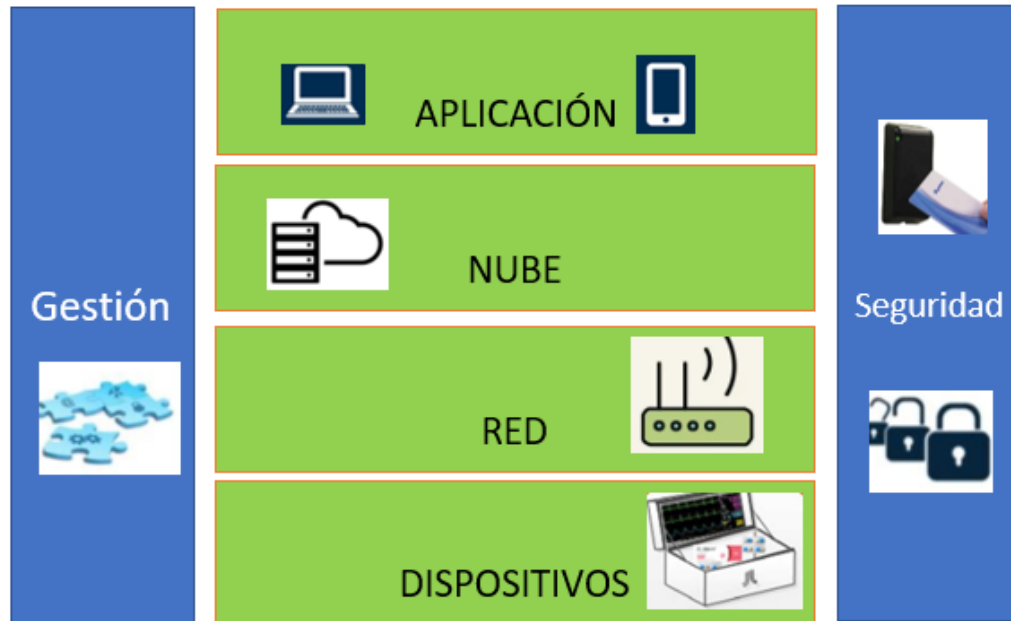 APLICACIÓN
NUBE
Gestión
Seguridad
RED
DISPOSITIVOS